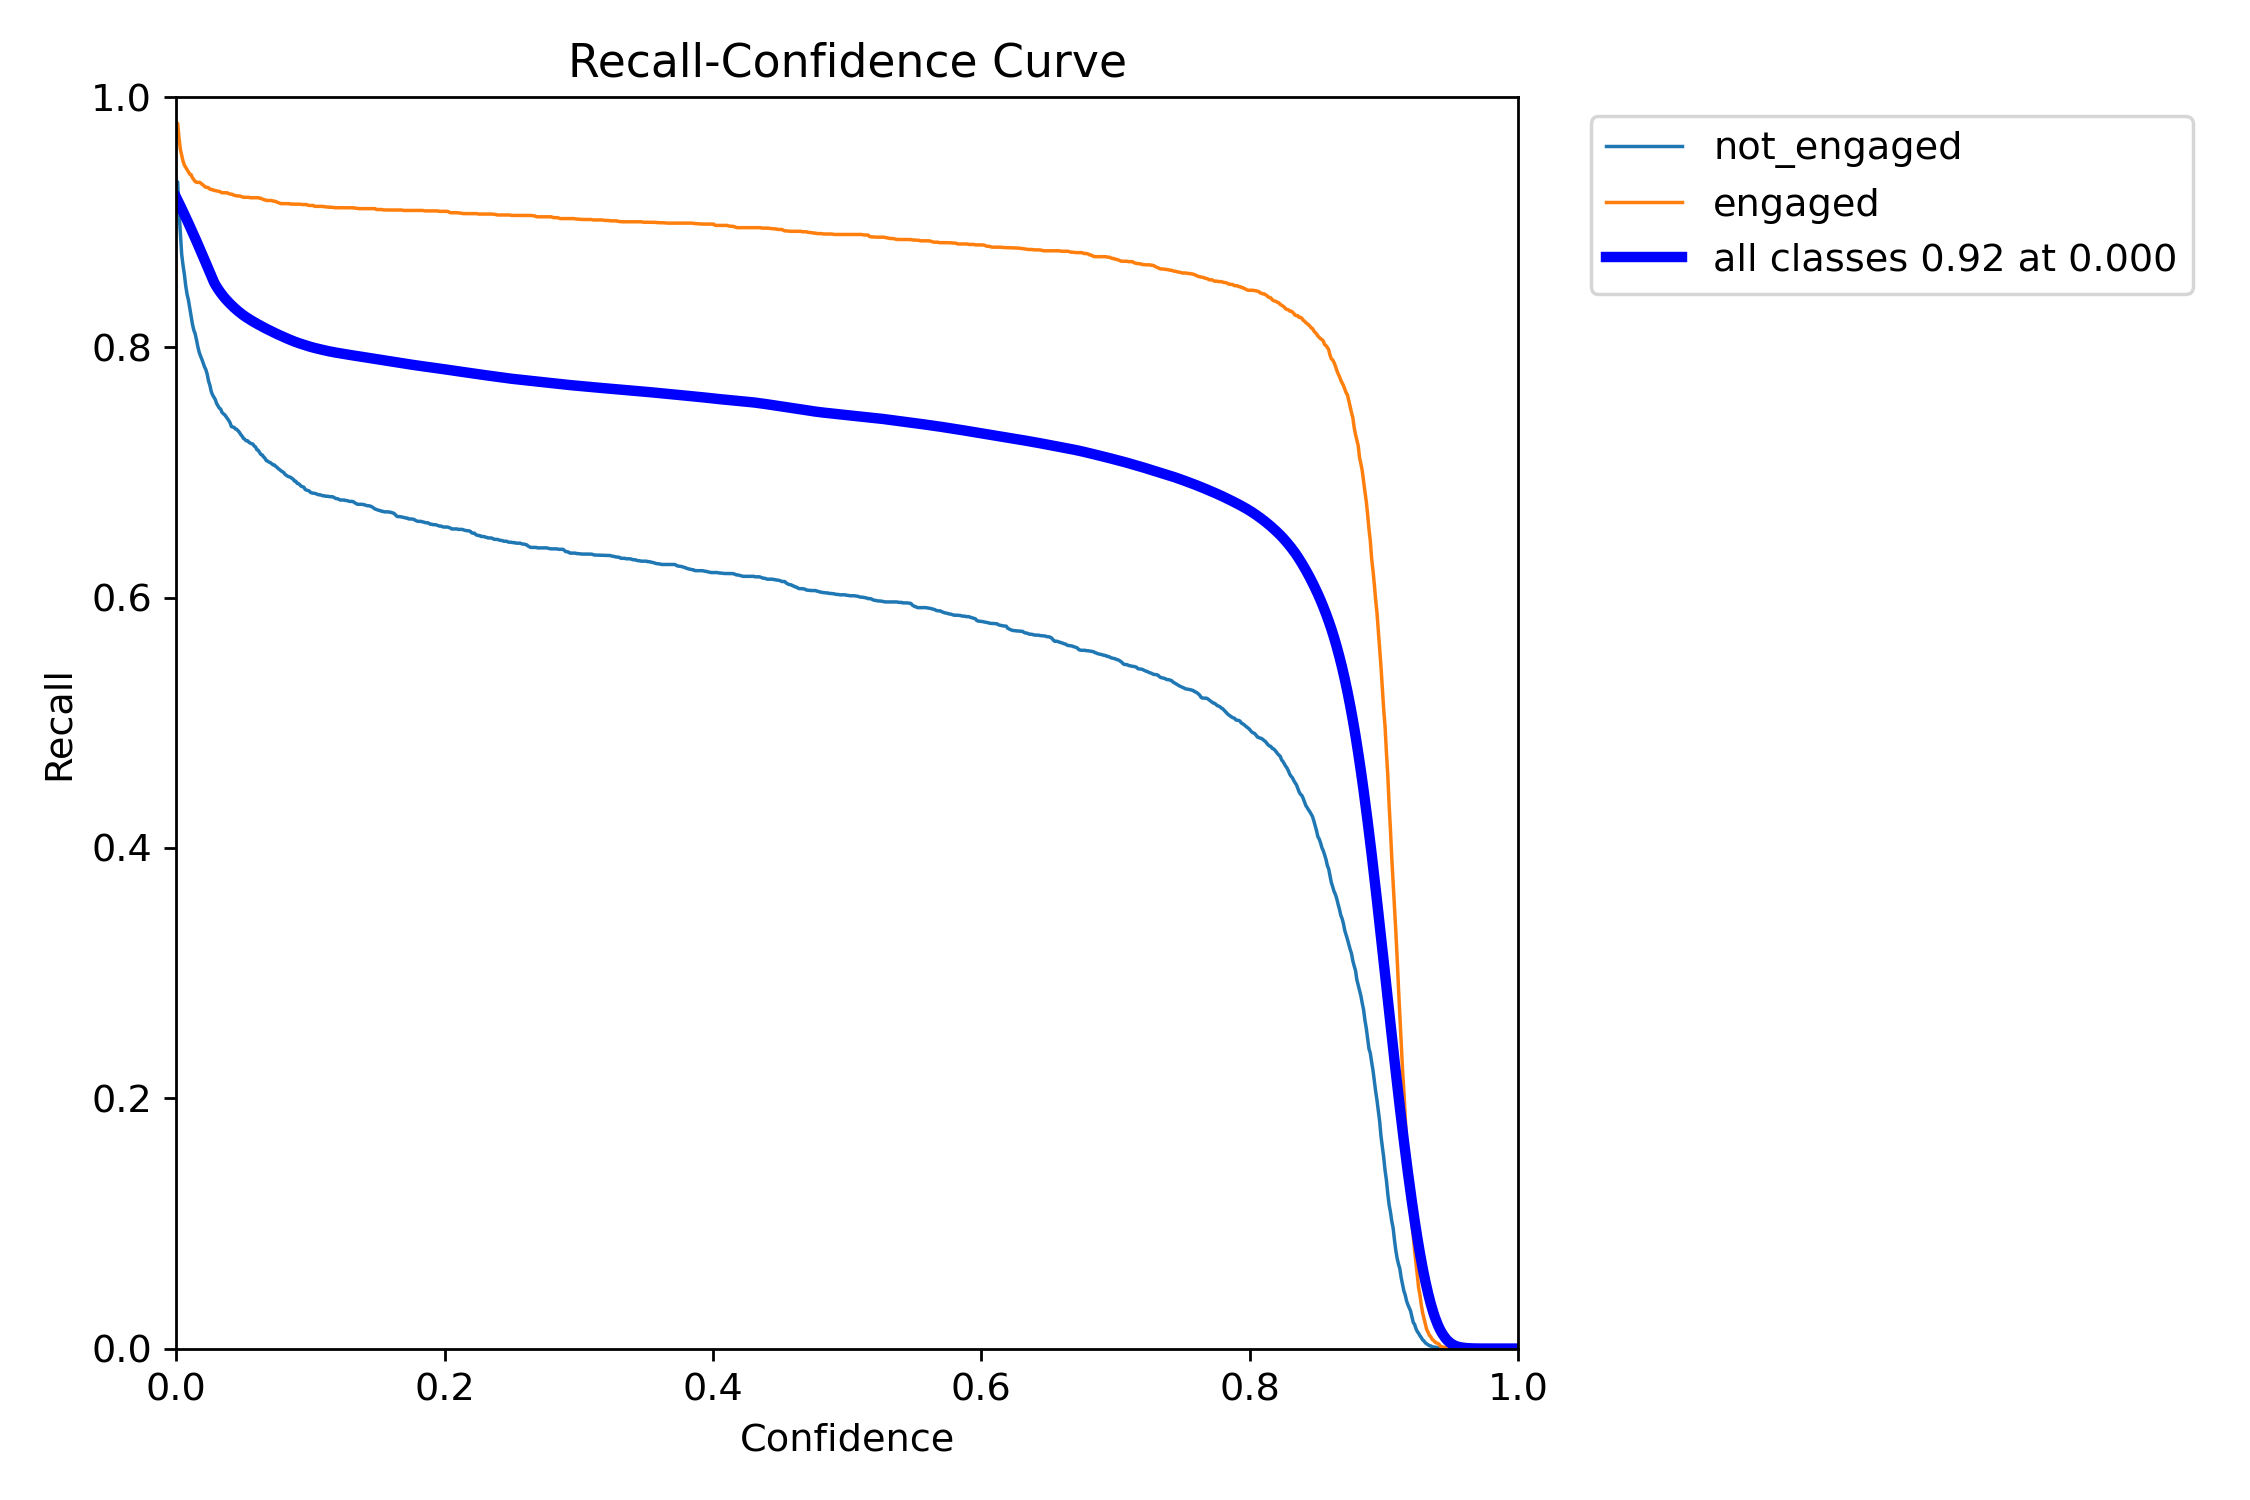 Recall-Confidence Curve
1.0
0.8
0.6
0.4
0.2
0.0
Recall
0.0 0.2 0.4 0.6 0.8 1.0
Confidence
not_engaged
engaged
all classes 0.92 at 0.000